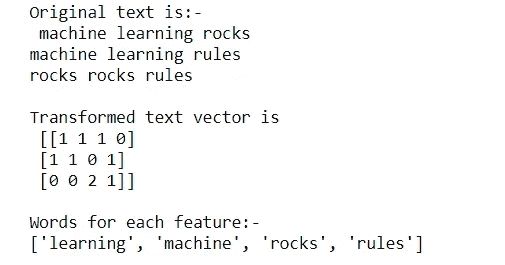 Original text is:-
machine learning rocks
machine learning rules
rocks rocks rules
Transformed text vector is
[[1 1 1 0]
[1 1 0 1]
[0 0 2 1]]
Words for each feature:-
['learning', 'machine', 'rocks', 'rules']